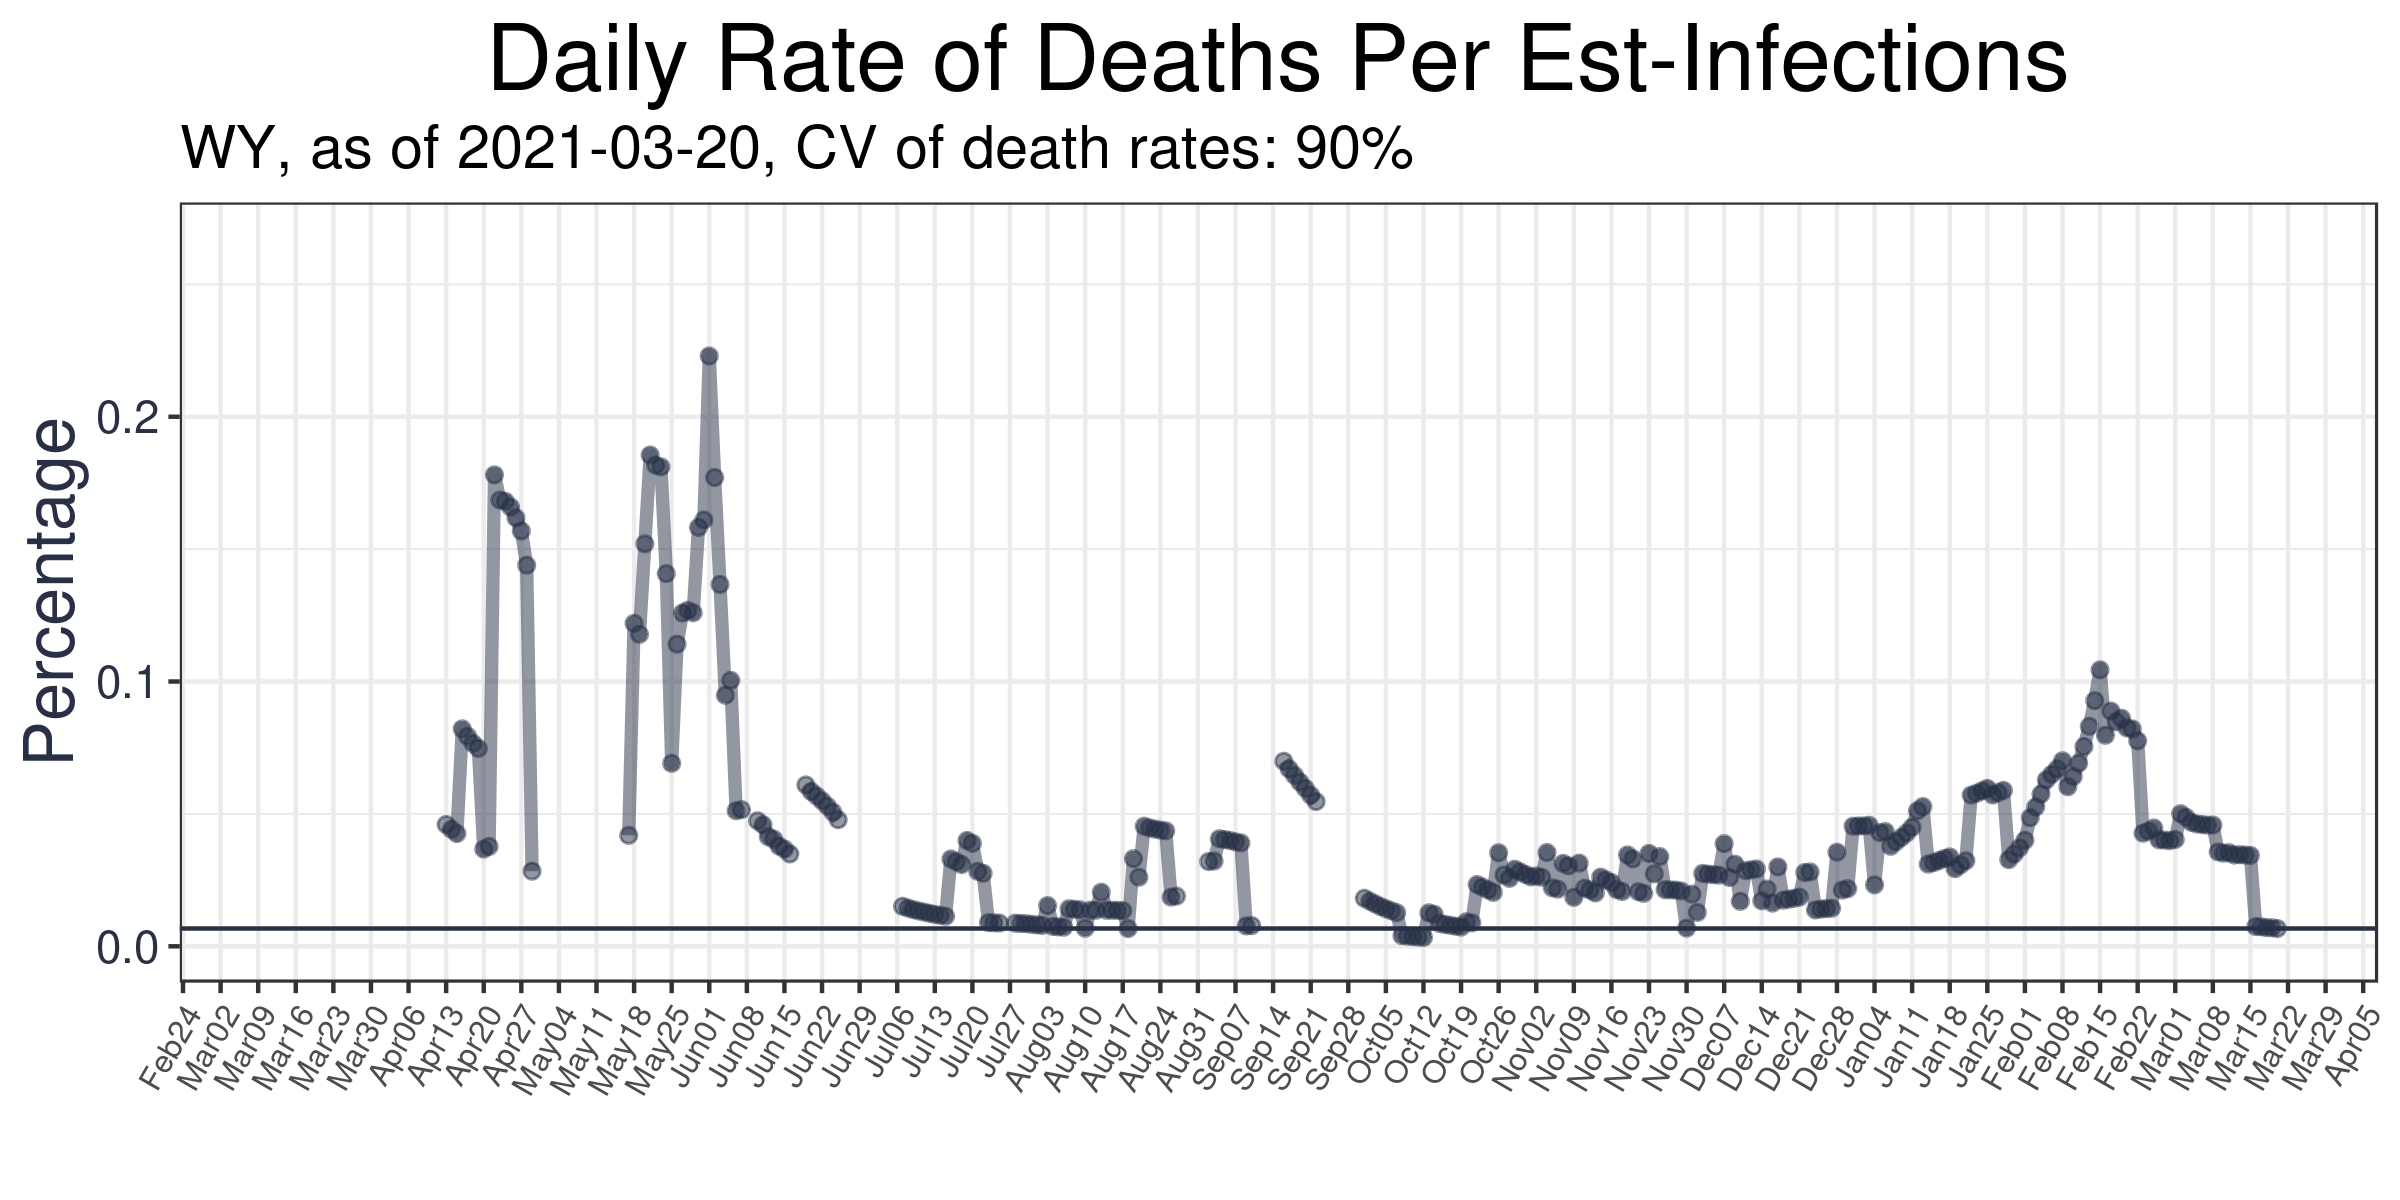 Daily Rate of Deaths Per Est-Infections
WY, as of 2021-03-20, CV of death rates: 90%
Percentage
0.2
0.1
0.0
Feb24 Mar02 Mar09 Mar16 Mar23 Mar30 Apr06 Apr13 Apr20 Apr27 May04 May11 May18 May25 Jun01 Jun08 Jun15 Jun22 Jun29 Jul06 Jul13 Jul20 Jul27 Aug03 Aug10 Aug17 Aug24 Aug31 Sep07 Sep14 Sep21 Sep28 Oct05 Oct12 Oct19 Oct26 Nov02 Nov09 Nov16 Nov23 Nov30 Dec07 Dec14 Dec21 Dec28 Jan04 Jan11 Jan18 Jan25 Feb01 Feb08 Feb15 Feb22 Mar01 Mar08 Mar15 Mar22 Mar29 Apr05